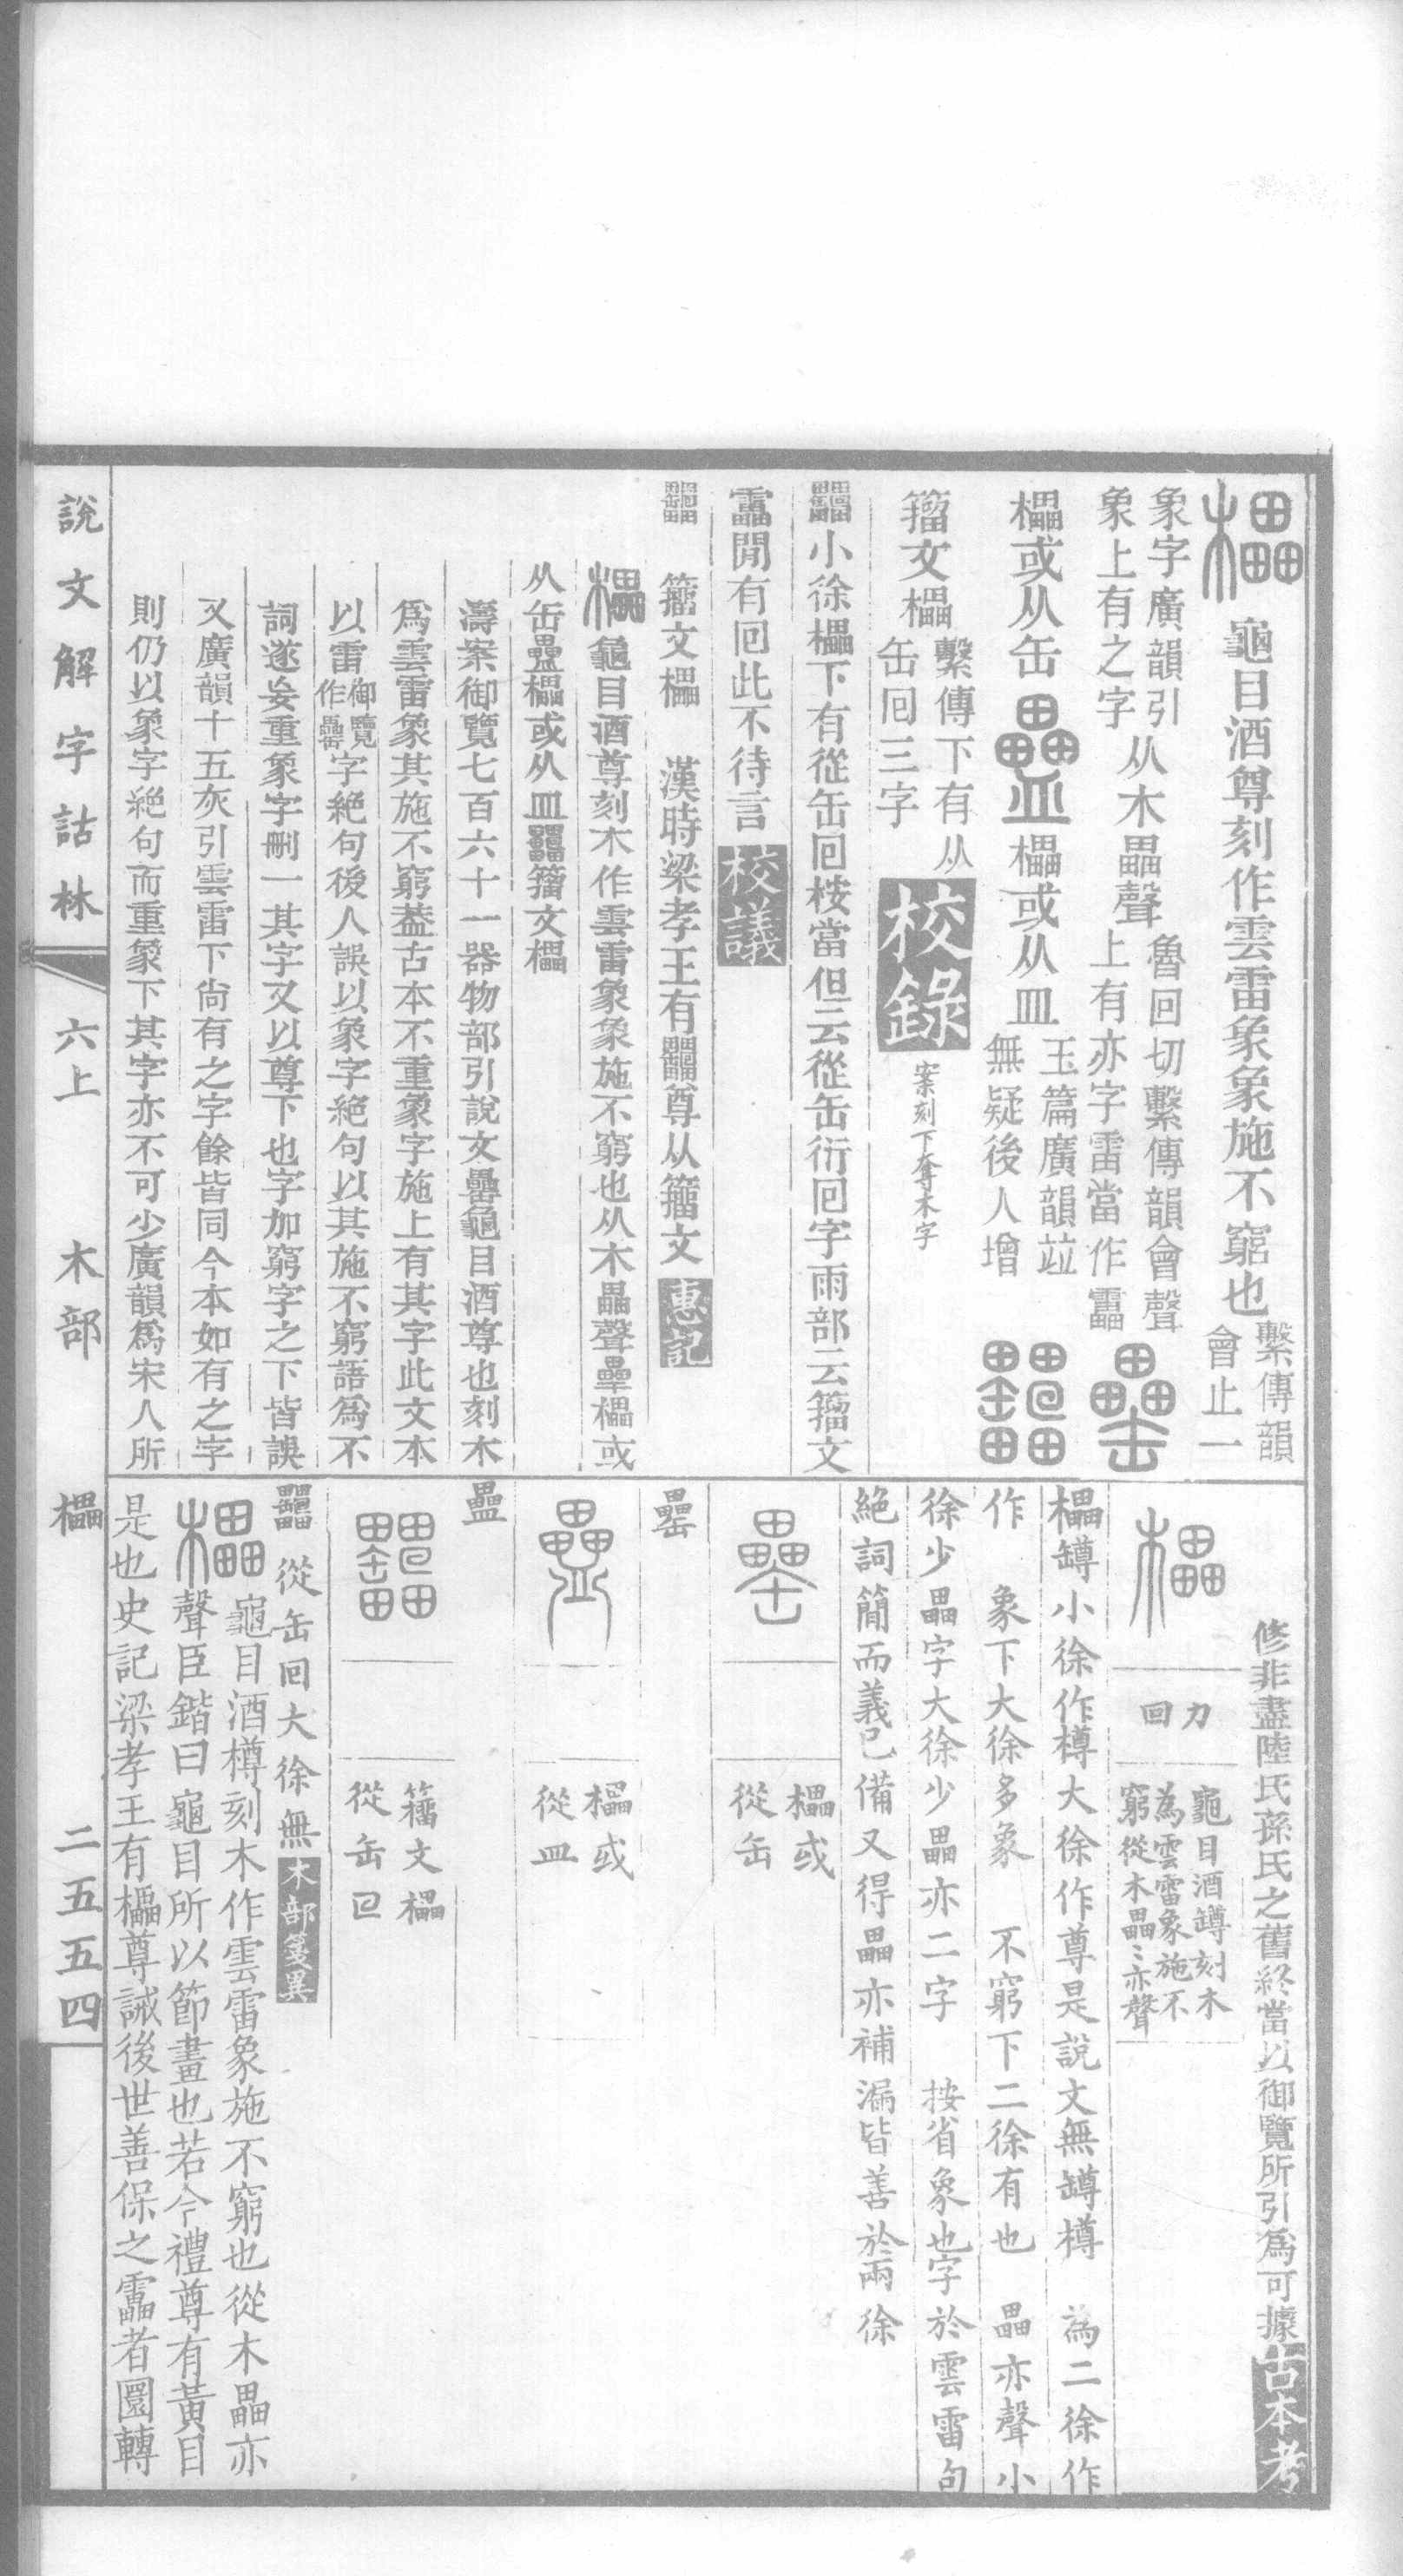 櫑龜目酒尊刻作雲雷象象施不窮也繫傳韻會止一
象字廣韻引象上有之字从木畾聲魯回切繫傳韻會聲上有亦字雷當作靁罍
櫑或从缶𥃇櫑或从皿玉篇廣韻竝無疑後人增𤮚
籒文櫑繫傳下有从缶囘三字校錄案刻下奪木字
𤮚小徐櫑下有從缶回桉當但云從缶衍回字雨部云籒文
靁閒有回此不待言校議
𤮚　籒文櫑　漢時梁孝王有𤮚尊从籒文惠記
櫑龜目酒尊刻木作雲雷象象施不窮也从木畾聲罍櫑或
从缶𥃇櫑或从皿𤮚籒文櫑
濤案御覽七百六十一器物部引說文罍龜目酒尊也刻木
爲雲雷象其施不窮葢古本不重象字施上有其字此文本
以雷御覽作罍字絕句後人誤以象字絕句以其施不窮語爲不
詞遂妄重象字刪一其字又以尊下也字加窮字之下皆誤
又廣韻十五灰引雲雷下尙有之字餘皆同今本如有之字
則仍以象字絕句而重象下其字亦不可少廣韻爲宋人所
修非盡陸氏孫氏之舊終當以御覽所引爲可據古本考
櫑　力回　龜目酒罇刻木為雲雷象施不窮從木畾〻亦聲
櫑罇小徐作樽大徐作尊是說文無罇樽　為二徐作
作　象下大徐多象　不窮下二徐有也　畾亦聲小
徐少畾字大徐少畾亦二字　按省象也字於雲雷句
絕詞簡而義已備又得畾亦補漏皆善於兩徐
罍　櫑或從缶
罍
𥃇　櫑或從皿
𥃇
𤮚　籒文櫑從缶囘
𤮚　從缶囘大徐無木部箋異
櫑龜目酒樽刻木作雲雷象施不窮也從木畾亦
聲臣鍇曰龜目所以節畫也若今禮尊有黃目
是也史記梁孝王有櫑尊誡後世善保之靁者圜轉
說文解字詁林　六上　木部　櫑　二五五四